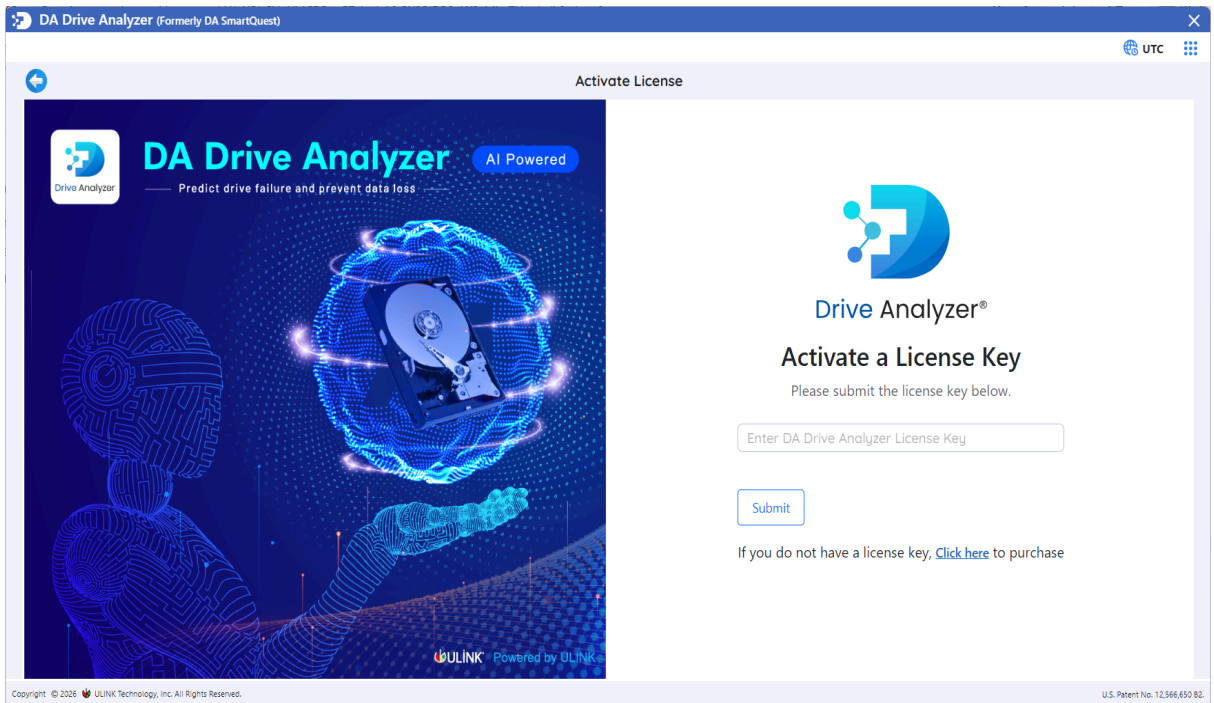 DA Drive Analyzer (Formerly DA SmartQuest)
UTC
Activate License
Drive Analyzer
DA Drive Analyzer
AI Powered
Predict drive failure and prevent data loss
Drive Analyzer®
Activate a License Key
Please submit the license key below.
Enter DA Drive Analyzer License Key
Submit
If you do not have a license key, Click here to purchase
ULINK Powered by ULINK
Copyright © 2026 ULINK Technology, Inc. All Rights Reserved.
U.S. Patent No. 12,566,650 B2.